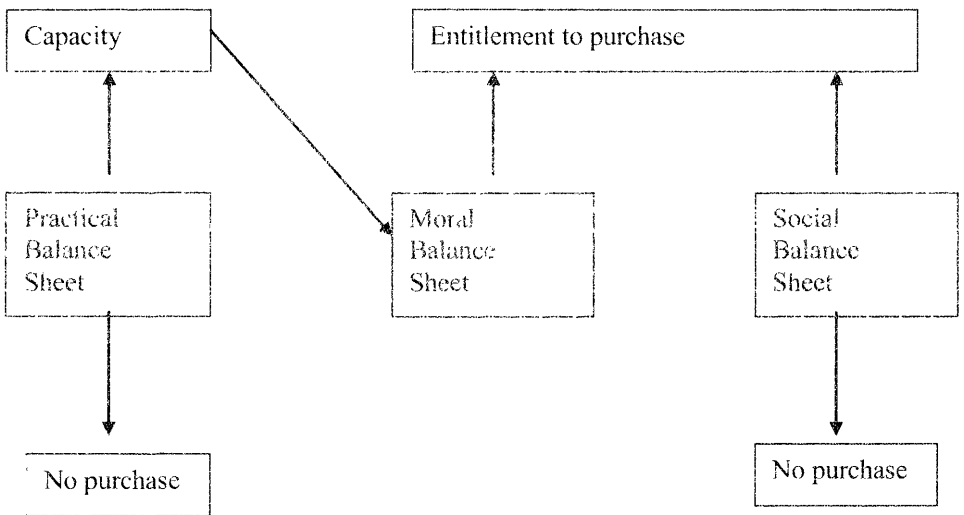 Capacity
Entitlement to purchase
Practical
Balance
Sheet
Moral
Balance
Sheet
Social
Balance
Sheet
No purchase
No purchase